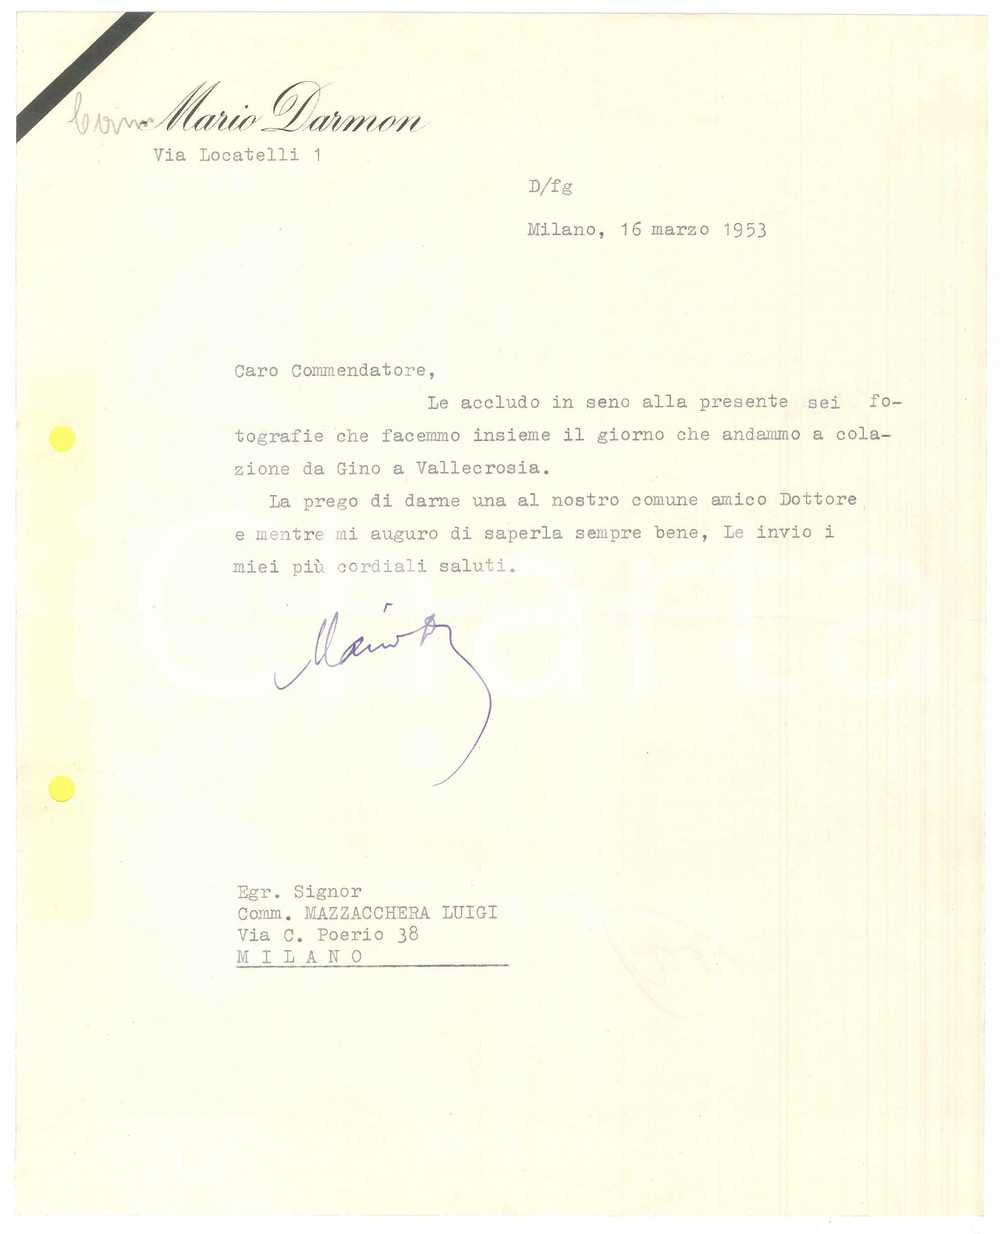 Comm. Mario Darmon
Via Locatelli 1
D/fg
Milano, 16 marzo 1953
Caro Commendatore,
Le accludo in seno alla presente sei fo-
tografie che facemmo insieme il giorno che andammo a cola-
zione da Gino a Vallecrosia.
La prego di darne una al nostro comune amico Dottore
e mentre mi auguro di saperla sempre bene, Le invio i
miei più cordiali saluti.
Mario D
Egr. Signor
Comm. MAZZACCHERA LUIGI
Via C. Poerio 38
M I L A N O